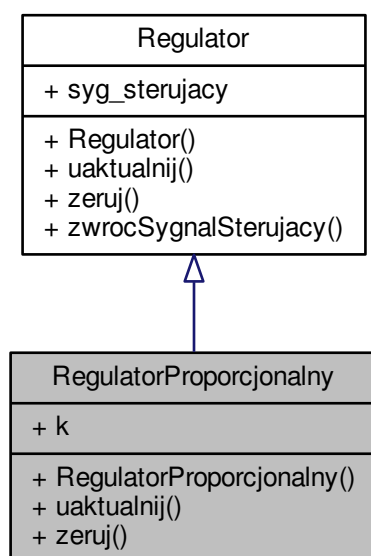 Regulator
+ syg_sterujacy
+ Regulator()
+ uaktualnij()
+ zeruj()
+ zwrocSygnalSterujacy()
RegulatorProporcjonalny
+ k
+ RegulatorProporcjonalny()
+ uaktualnij()
+ zeruj()